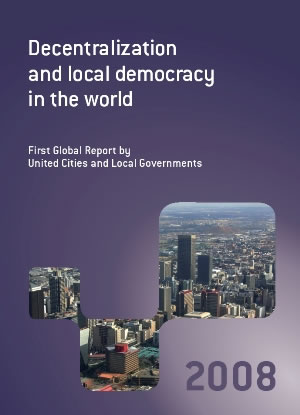 Decentralization
and local democracy
in the world
First Global Report by
United Cities and Local Governments
2008